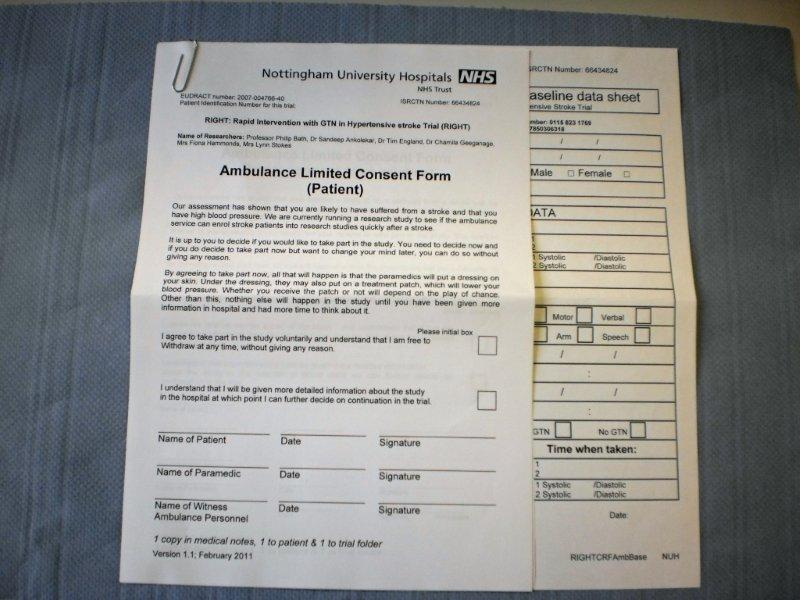 Nottingham University Hospitals NHS
NHS Trust
EUDRACT number: 2007-004766-40
ISRCTN Number: 66434824
Patient Identification Number for this trial:
RIGHT: Rapid Intervention with GTN in Hypertensive stroke Trial (RIGHT)
Name of Researchers: Professor Philip Bath, Dr Sandeep Ankolekar, Dr Tim England, Dr Chamila Geeganage,
Mrs Fiona Hammonds, Mrs Lynn Stokes
Ambulance Limited Consent Form
(Patient)
Our assessment has shown that you are likely to have suffered from a stroke and that you
have high blood pressure. We are currently running a research study to see if the ambulance
service can enrol stroke patients into research studies quickly after a stroke.
It is up to you to decide if you would like to take part in the study. You need to decide now and
if you do decide to take part now but want to change your mind later, you can do so without
giving any reason.
By agreeing to take part now, all that will happen is that the paramedics will put a dressing on
your skin. Under the dressing, they may also put on a treatment patch, which will lower your
blood pressure. Whether you receive the patch or not will depend on the play of chance.
Other than this, nothing else will happen in the study until you have been given more
information in hospital and had more time to think about it.
Please initial box
I agree to take part in the study voluntarily and understand that I am free to
Withdraw at any time, without giving any reason.
I understand that I will be given more detailed information about the study
in the hospital at which point I can further decide on continuation in the trial.
Name of Patient Date Signature
Name of Paramedic Date Signature
Name of Witness Date Signature
Ambulance Personnel
1 copy in medical notes, 1 to patient & 1 to trial folder
Version 1.1; February 2011
SRCTN Number: 66434824
aseline data sheet
ensive Stroke Trial
mber: 0115 823 1769
7850306318
/ /
/ /
Male Female
DATA
1
2
1 Systolic /Diastolic
2 Systolic /Diastolic
Motor Verbal
Arm Speech
/ /
:
/ /
:
GTN No GTN
Time when taken:
1
2
1 Systolic /Diastolic
2 Systolic /Diastolic
Date:
RIGHTCRFAmbBase NUH